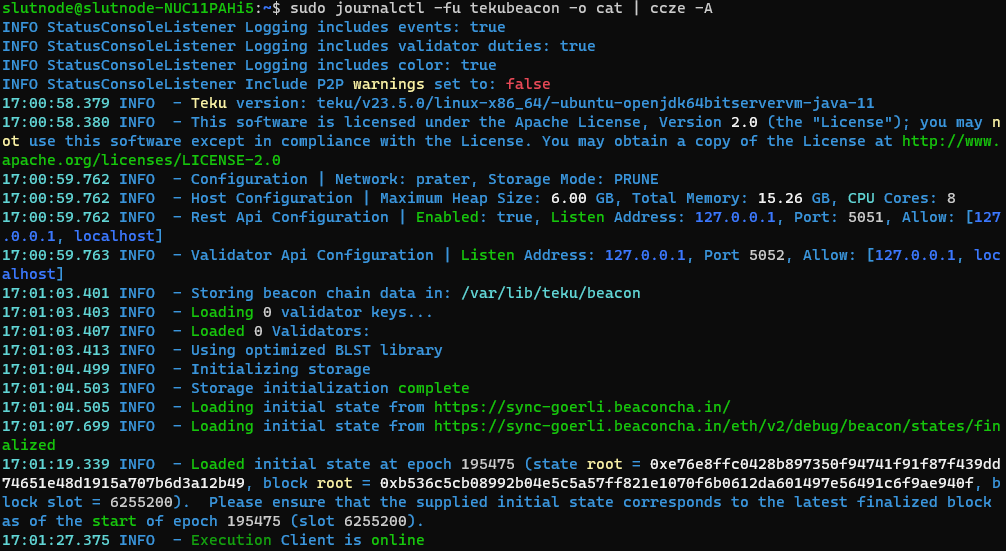 slutnode@slutnode-NUC11PAHi5:~$ sudo journalctl -fu tekubeacon -o cat | ccze -A
INFO StatusConsoleListener Logging includes events: true
INFO StatusConsoleListener Logging includes validator duties: true
INFO StatusConsoleListener Logging includes color: true
INFO StatusConsoleListener Include P2P warnings set to: false
17:00:58.379 INFO  - Teku version: teku/v23.5.0/linux-x86_64/-ubuntu-openjdk64bitservervm-java-11
17:00:58.380 INFO  - This software is licensed under the Apache License, Version 2.0 (the "License"); you may n
ot use this software except in compliance with the License. You may obtain a copy of the License at http://www.
apache.org/licenses/LICENSE-2.0
17:00:59.762 INFO  - Configuration | Network: prater, Storage Mode: PRUNE
17:00:59.762 INFO  - Host Configuration | Maximum Heap Size: 6.00 GB, Total Memory: 15.26 GB, CPU Cores: 8
17:00:59.762 INFO  - Rest Api Configuration | Enabled: true, Listen Address: 127.0.0.1, Port: 5051, Allow: [127
.0.0.1, localhost]
17:00:59.763 INFO  - Validator Api Configuration | Listen Address: 127.0.0.1, Port 5052, Allow: [127.0.0.1, loc
alhost]
17:01:03.401 INFO  - Storing beacon chain data in: /var/lib/teku/beacon
17:01:03.403 INFO  - Loading 0 validator keys...
17:01:03.407 INFO  - Loaded 0 Validators:
17:01:03.413 INFO  - Using optimized BLST library
17:01:04.499 INFO  - Initializing storage
17:01:04.503 INFO  - Storage initialization complete
17:01:04.505 INFO  - Loading initial state from https://sync-goerli.beaconcha.in/
17:01:07.699 INFO  - Loading initial state from https://sync-goerli.beaconcha.in/eth/v2/debug/beacon/states/fin
alized
17:01:19.339 INFO  - Loaded initial state at epoch 195475 (state root = 0xe76e8ffc0428b897350f94741f91f87f439dd
74651e48d1915a707b6d3a12b49, block root = 0xb536c5cb08992b04e5c5a57ff821e1070f6b0612da601497e56491c6f9ae940f, b
lock slot = 6255200).  Please ensure that the supplied initial state corresponds to the latest finalized block
as of the start of epoch 195475 (slot 6255200).
17:01:27.375 INFO  - Execution Client is online